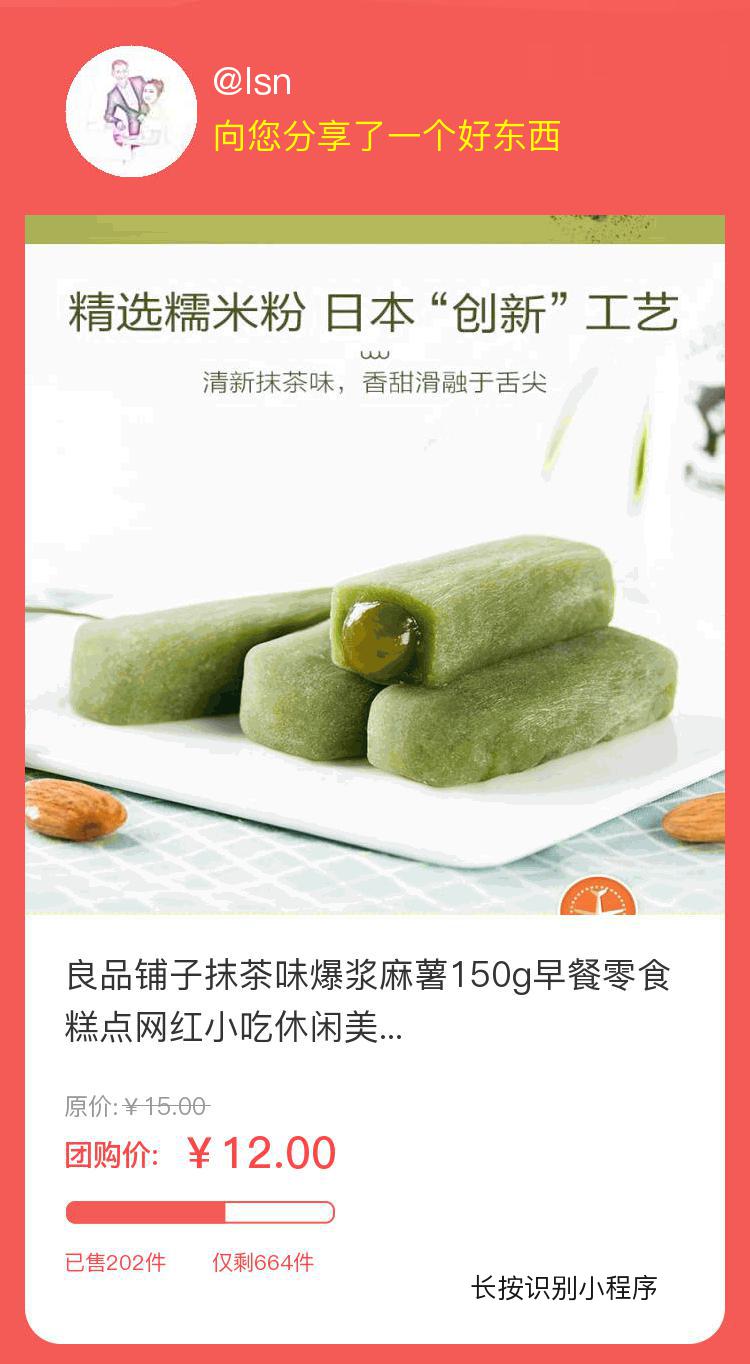 @lsn
向您分享了一个好东西
精选糯米粉 日本“创新”工艺
清新抹茶味，香甜滑融于舌尖
良品铺子抹茶味爆浆麻薯150g早餐零食
糕点网红小吃休闲美...
原价:￥15.00
团购价: ￥12.00
已售202件 仅剩664件
长按识别小程序